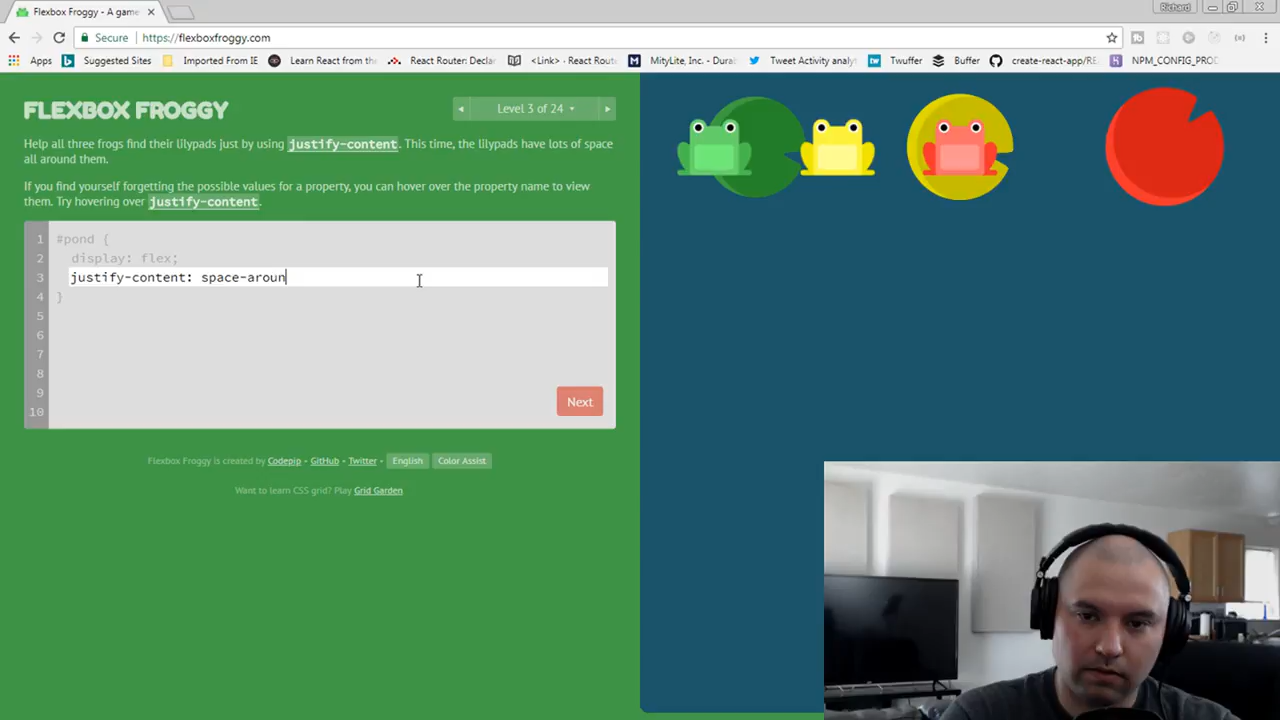 Flexbox Froggy - A game
Richard
Secure
https://flexboxfroggy.com
Apps
Suggested Sites
Imported From IE
Learn React from the
React Router: Declar
<Link> - React Route
MityLite, Inc. - Dural
Tweet Activity analyt
Twuffer
Buffer
create-react-app/RE
NPM_CONFIG_PROD
FLEXBOX FROGGY
Level 3 of 24
Help all three frogs find their lilypads just by using justify-content. This time, the lilypads have lots of space
all around them.
If you find yourself forgetting the possible values for a property, you can hover over the property name to view
them. Try hovering over justify-content.
1 #pond {
2 display: flex;
3 justify-content: space-aroun
4 }
5
6
7
8
9
10
Next
Flexbox Froggy is created by Codepip • GitHub • Twitter • English Color Assist
Want to learn CSS grid? Play Grid Garden